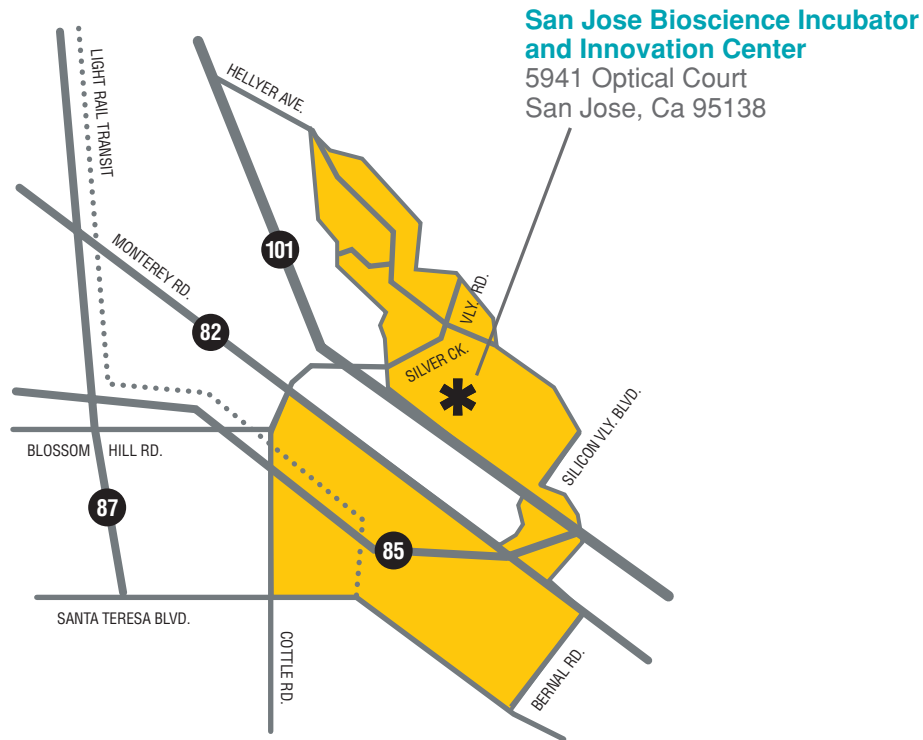 San Jose Bioscience Incubator
and Innovation Center
5941 Optical Court
San Jose, Ca 95138
HELLYER AVE.
LIGHT RAIL TRANSIT
101
MONTEREY RD.
82
VLY. RD.
SILVER CK.
SILICON VLY. BLVD.
BLOSSOM HILL RD.
87
85
SANTA TERESA BLVD.
COTTLE RD.
BERNAL RD.